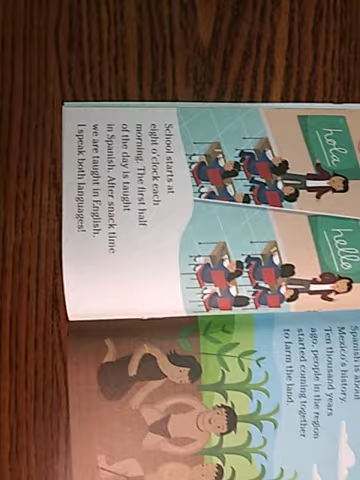 hola
hello
School starts at
eight o'clock each
morning. The first half
of the day is taught
in Spanish. After snack time
we are taught in English.
I speak both languages!
Spanish is about
Mexico's history.
Ten thousand years
ago, people in the region
started coming together
to farm the land.